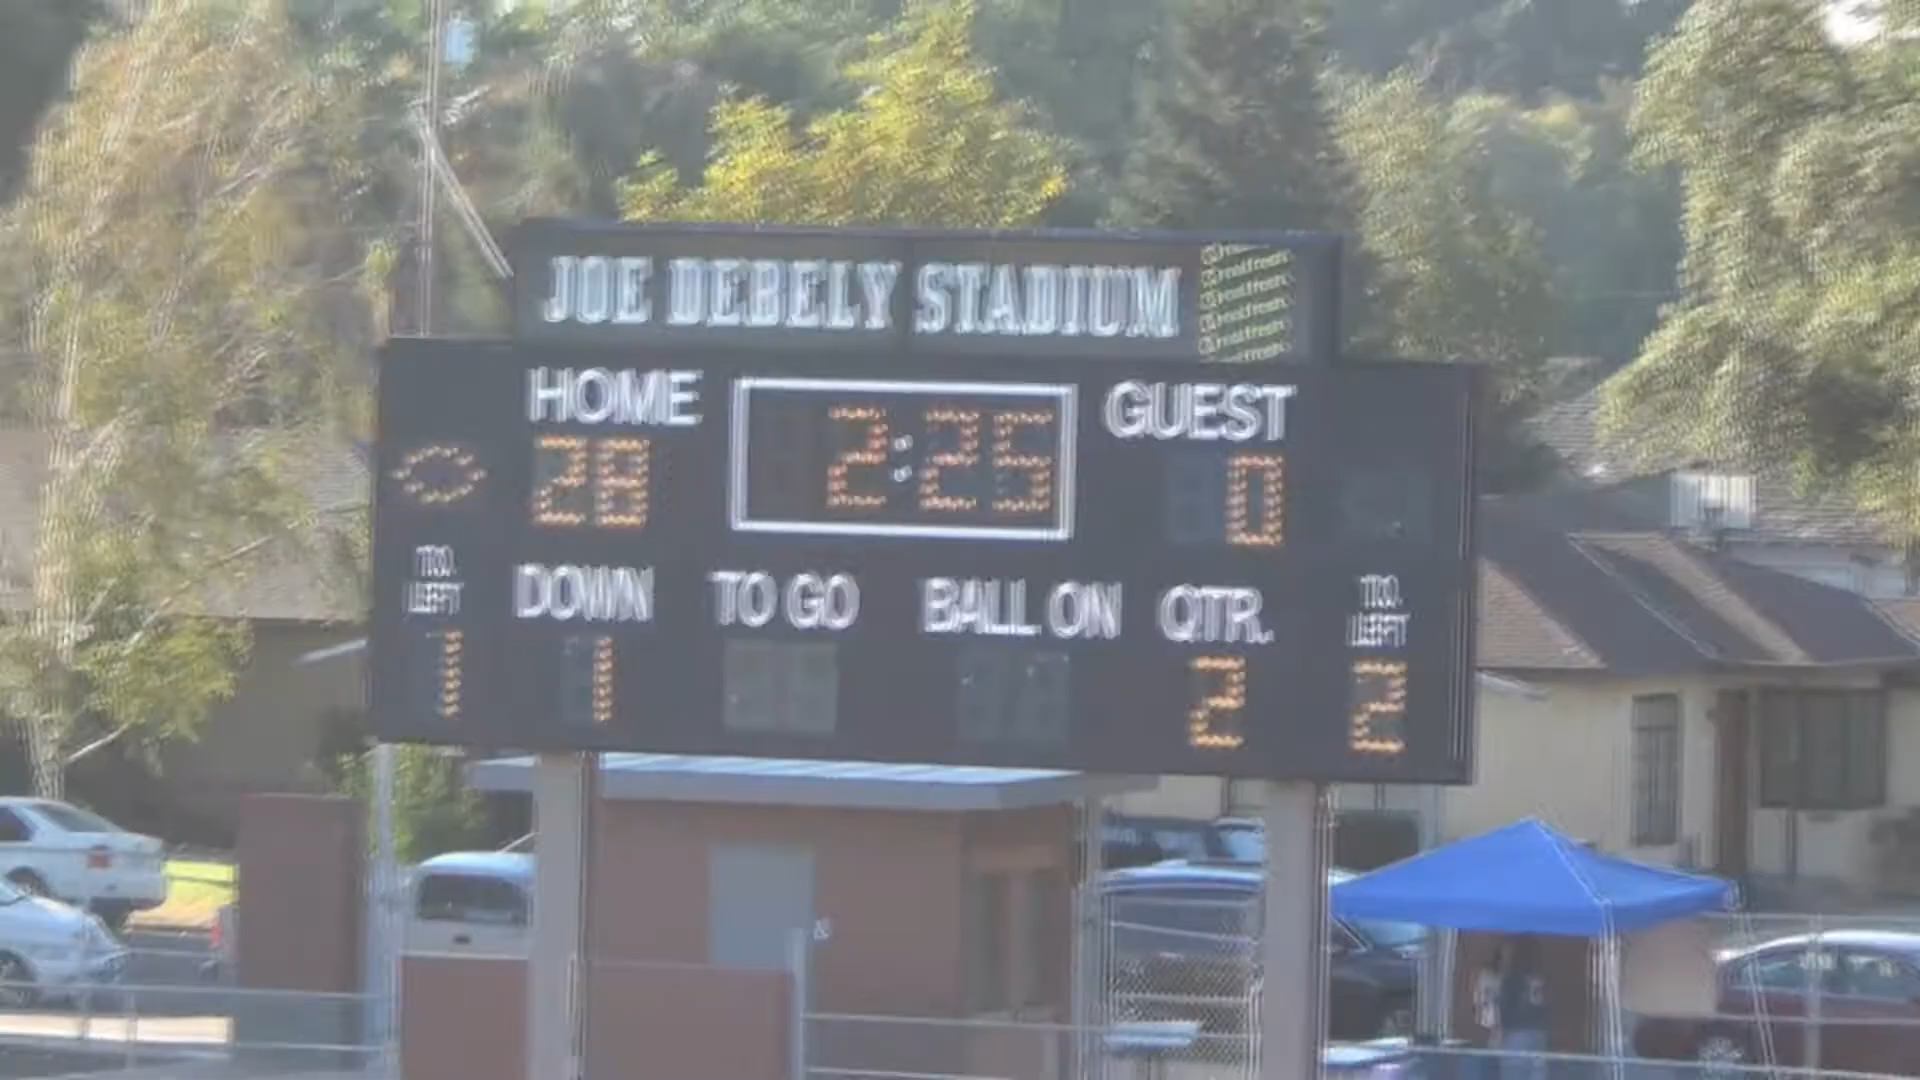 JOE DEBELY STADIUM
HOME 2:25 GUEST
28 0
T.O. LEFT DOWN TO GO BALL ON QTR. T.O. LEFT
1 1 2 2